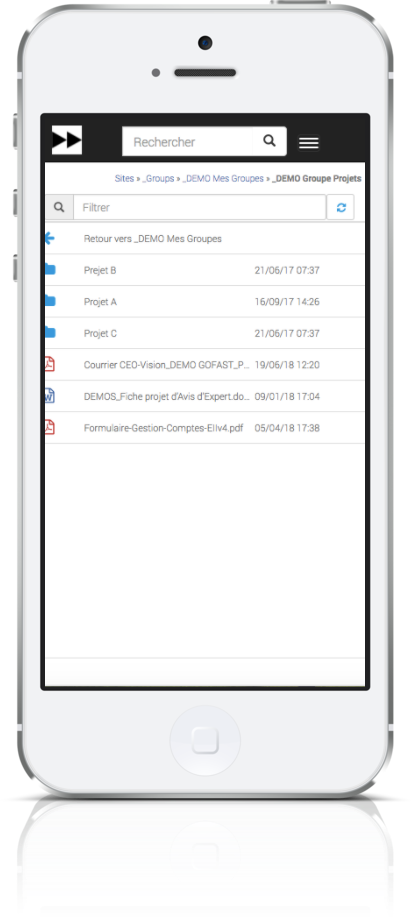 Rechercher
Sites » _Groups » _DEMO Mes Groupes » _DEMO Groupe Projets
Filtrer
Retour vers _DEMO Mes Groupes
Prejet B 21/06/17 07:37
Projet A 16/09/17 14:26
Projet C 21/06/17 07:37
Courrier CEO-Vision_DEMO GOFAST_P... 19/06/18 12:20
DEMOS_Fiche projet d'Avis d'Expert.do... 09/01/18 17:04
Formulaire-Gestion-Comptes-EIIv4.pdf 05/04/18 17:38